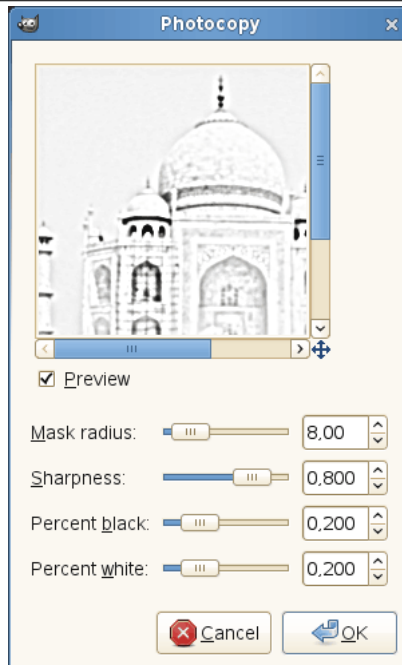 Photocopy
Preview
Mask radius: 8,00
Sharpness: 0,800
Percent black: 0,200
Percent white: 0,200
Cancel OK